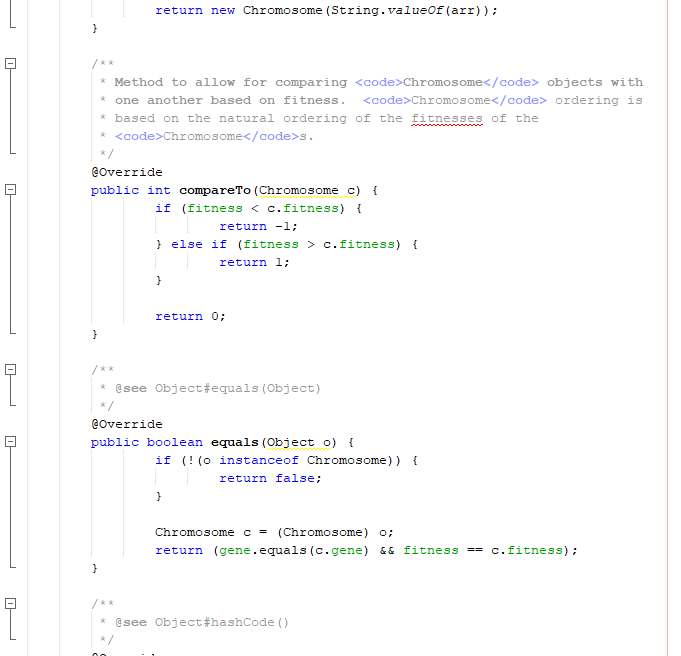 return new Chromosome(String.valueOf(arr));
}
/**
* Method to allow for comparing <code>Chromosome</code> objects with
* one another based on fitness.  <code>Chromosome</code> ordering is
* based on the natural ordering of the fitnesses of the
* <code>Chromosome</code>s.
*/
@Override
public int compareTo(Chromosome c) {
if (fitness < c.fitness) {
return -1;
} else if (fitness > c.fitness) {
return 1;
}
return 0;
}
/**
* @see Object#equals(Object)
*/
@Override
public boolean equals(Object o) {
if (!(o instanceof Chromosome)) {
return false;
}
Chromosome c = (Chromosome) o;
return (gene.equals(c.gene) && fitness == c.fitness);
}
/**
* @see Object#hashCode()
*/